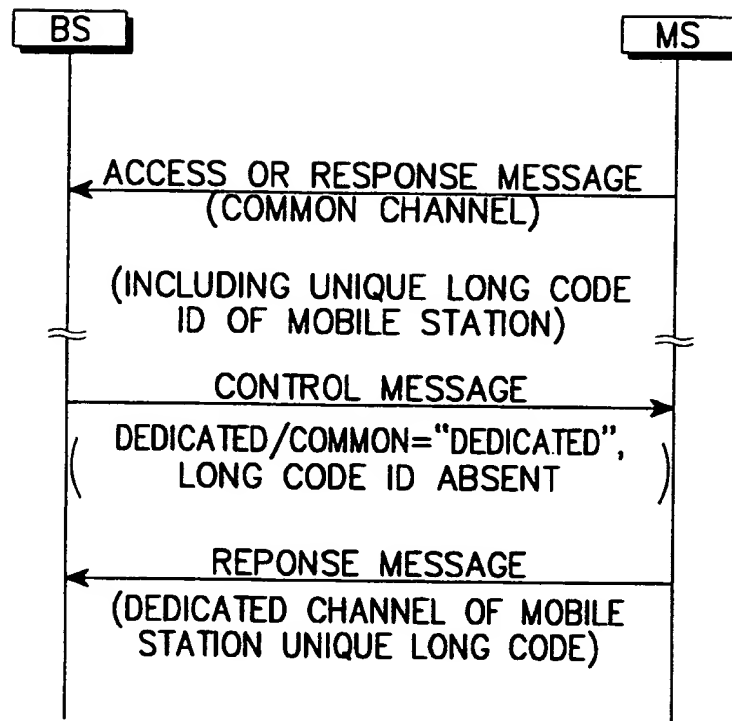 BS
MS
ACCESS OR RESPONSE MESSAGE
(COMMON CHANNEL)
(INCLUDING UNIQUE LONG CODE
ID OF MOBILE STATION)
CONTROL MESSAGE
( DEDICATED/COMMON="DEDICATED",
LONG CODE ID ABSENT )
REPONSE MESSAGE
(DEDICATED CHANNEL OF MOBILE
STATION UNIQUE LONG CODE)